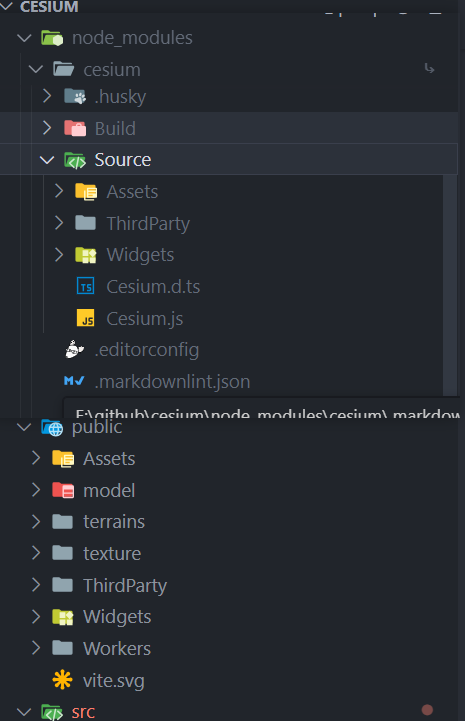 CESIUM
node_modules
cesium
.husky
Build
Source
Assets
ThirdParty
Widgets
TS Cesium.d.ts
JS Cesium.js
.editorconfig
.markdownlint.json
F:\github\cesium\node_modules\cesium\.markdow
public
Assets
model
terrains
texture
ThirdParty
Widgets
Workers
vite.svg
src